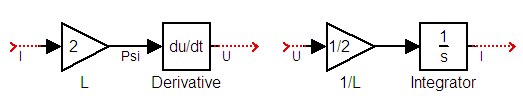 I
2
L
Psi
du/dt
Derivative
U
U
1/2
1/L
1
s
Integrator
I